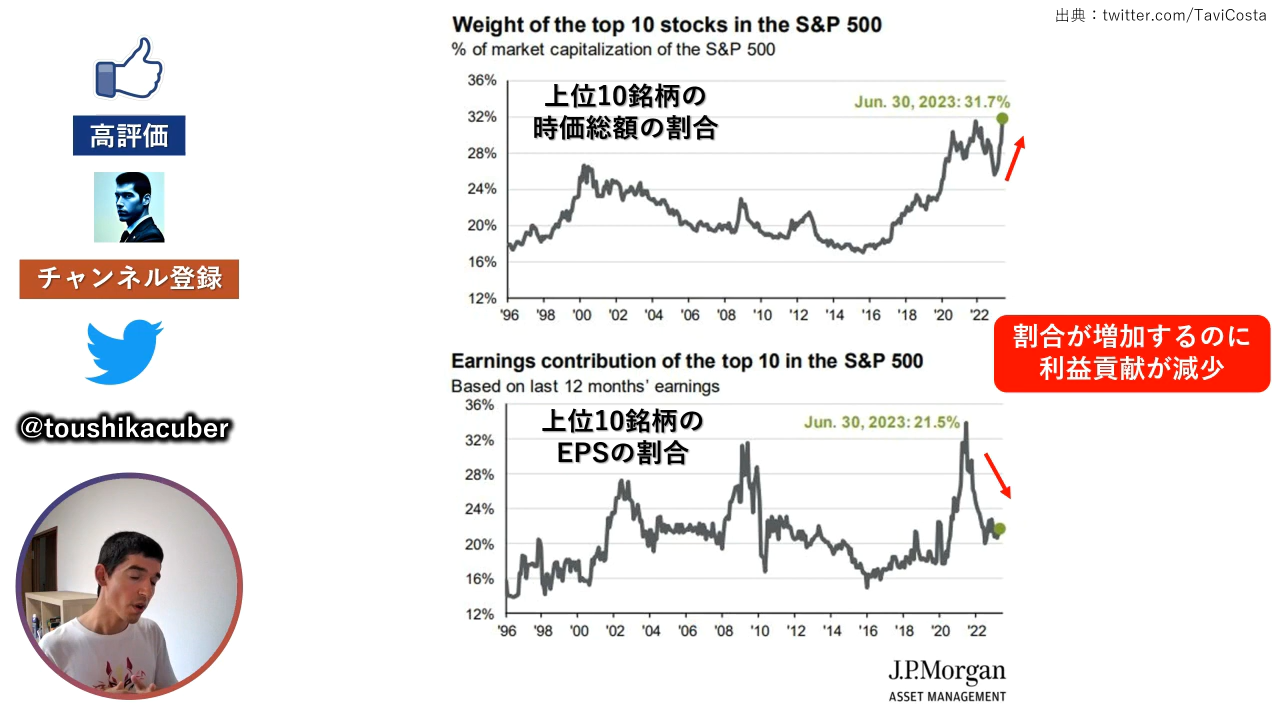 出典：twitter.com/TaviCosta
高評価
チャンネル登録
@toushikacuber
Weight of the top 10 stocks in the S&P 500
% of market capitalization of the S&P 500
上位10銘柄の
時価総額の割合
Jun. 30, 2023: 31.7%
36%
32%
28%
24%
20%
16%
12%
'96 '98 '00 '02 '04 '06 '08 '10 '12 '14 '16 '18 '20 '22
割合が増加するのに
利益貢献が減少
Earnings contribution of the top 10 in the S&P 500
Based on last 12 months' earnings
上位10銘柄の
EPSの割合
Jun. 30, 2023: 21.5%
36%
32%
28%
24%
20%
16%
12%
'96 '98 '00 '02 '04 '06 '08 '10 '12 '14 '16 '18 '20 '22
J.P.Morgan
ASSET MANAGEMENT